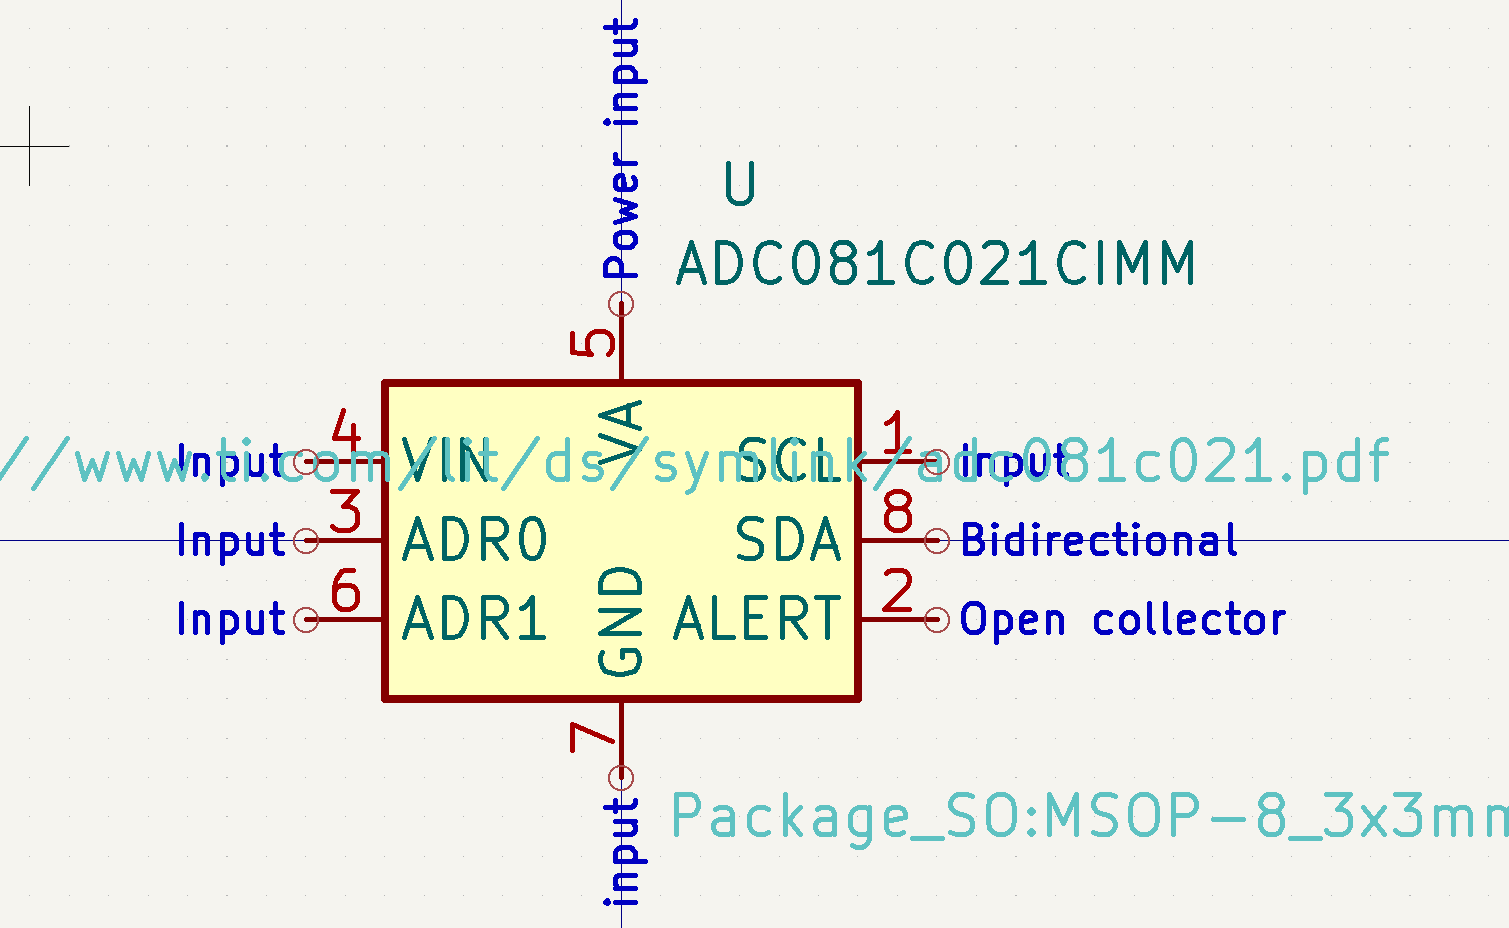 Power input
U
ADC081C021CIMM
5
VA
Input 4 VIN
SCL 1 Input
//www.ti.com/lit/ds/symlink/adc081c021.pdf
Input 3 ADR0
SDA 8 Bidirectional
Input 6 ADR1
ALERT 2 Open collector
GND
7
input
Package_SO:MSOP-8_3x3mm